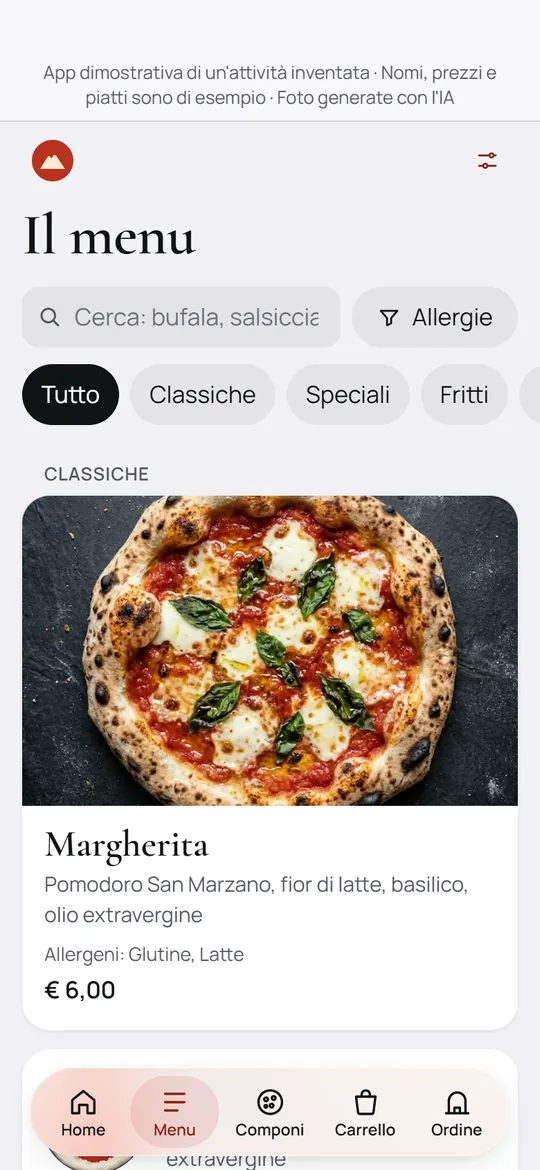 App dimostrativa di un'attività inventata · Nomi, prezzi e
piatti sono di esempio · Foto generate con l'IA
Il menu
Cerca: bufala, salsiccia
Allergie
Tutto
Classiche
Speciali
Fritti
CLASSICHE
Margherita
Pomodoro San Marzano, fior di latte, basilico,
olio extravergine
Allergeni: Glutine, Latte
€ 6,00
extravergine
Home
Menu
Componi
Carrello
Ordine